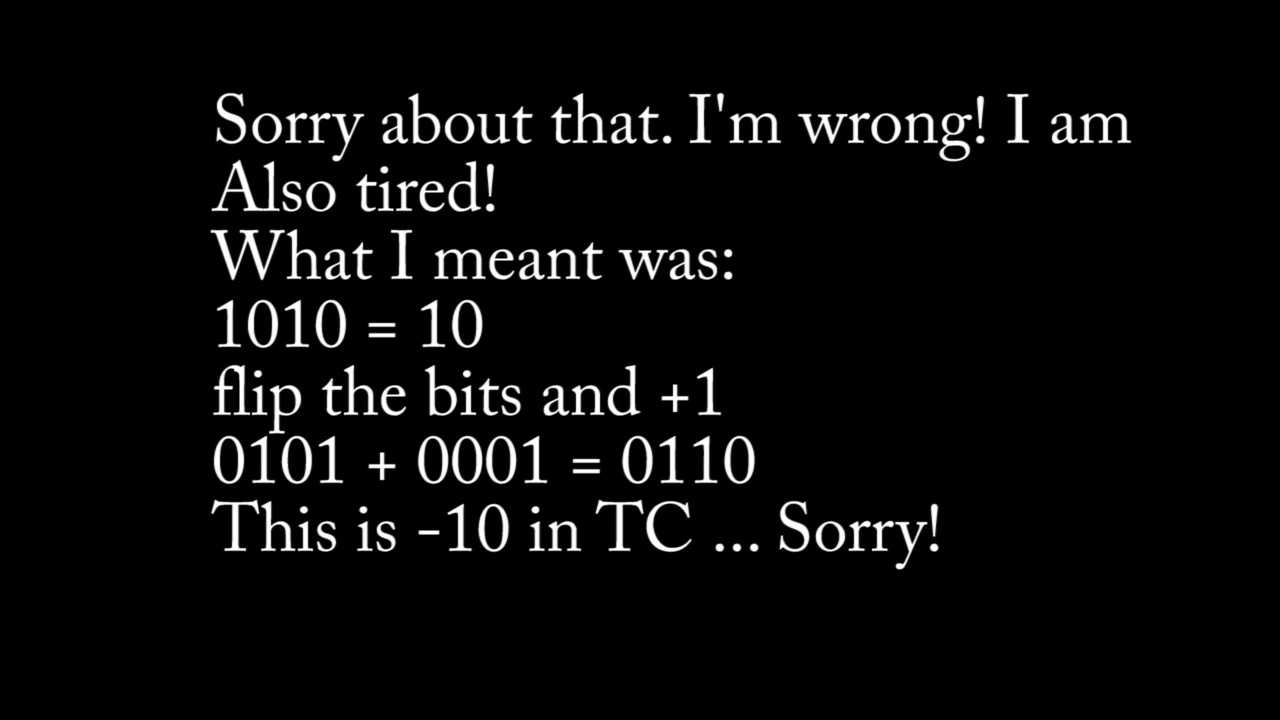 Sorry about that. I'm wrong! I am
Also tired!
What I meant was:
1010 = 10
flip the bits and +1
0101 + 0001 = 0110
This is -10 in TC ... Sorry!